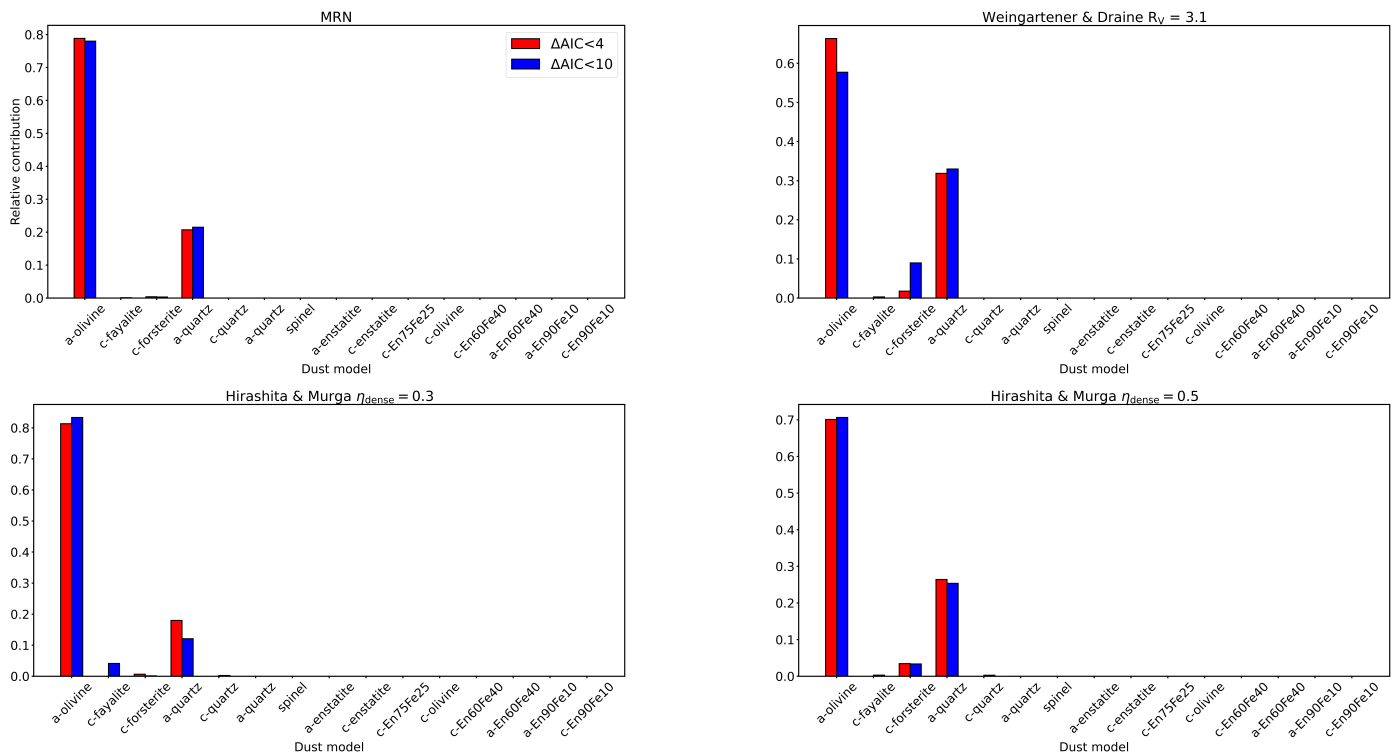 MRN
Relative contribution
0.8
0.7
0.6
0.5
0.4
0.3
0.2
0.1
0.0
ΔAIC<4
ΔAIC<10
a-olivine
c-fayalite
c-forsterite
a-quartz
c-quartz
a-quartz
spinel
a-enstatite
c-enstatite
c-En75Fe25
c-olivine
c-En60Fe40
a-En60Fe40
a-En90Fe10
c-En90Fe10
Dust model
Weingartener & Draine R_V = 3.1
0.6
0.5
0.4
0.3
0.2
0.1
0.0
a-olivine
c-fayalite
c-forsterite
a-quartz
c-quartz
a-quartz
spinel
a-enstatite
c-enstatite
c-En75Fe25
c-olivine
c-En60Fe40
a-En60Fe40
a-En90Fe10
c-En90Fe10
Dust model
Hirashita & Murga η_dense = 0.3
0.8
0.7
0.6
0.5
0.4
0.3
0.2
0.1
0.0
a-olivine
c-fayalite
c-forsterite
a-quartz
c-quartz
a-quartz
spinel
a-enstatite
c-enstatite
c-En75Fe25
c-olivine
c-En60Fe40
a-En60Fe40
a-En90Fe10
c-En90Fe10
Dust model
Hirashita & Murga η_dense = 0.5
0.7
0.6
0.5
0.4
0.3
0.2
0.1
0.0
a-olivine
c-fayalite
c-forsterite
a-quartz
c-quartz
a-quartz
spinel
a-enstatite
c-enstatite
c-En75Fe25
c-olivine
c-En60Fe40
a-En60Fe40
a-En90Fe10
c-En90Fe10
Dust model